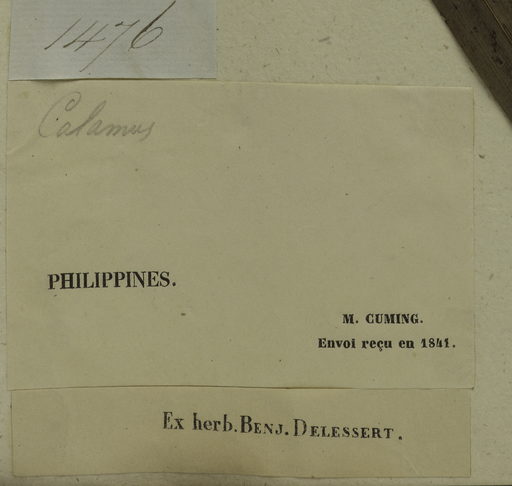 1476
Calamus
PHILIPPINES.
M. CUMING.
Envoi reçu en 1841.
Ex herb. BENJ. DELESSERT.